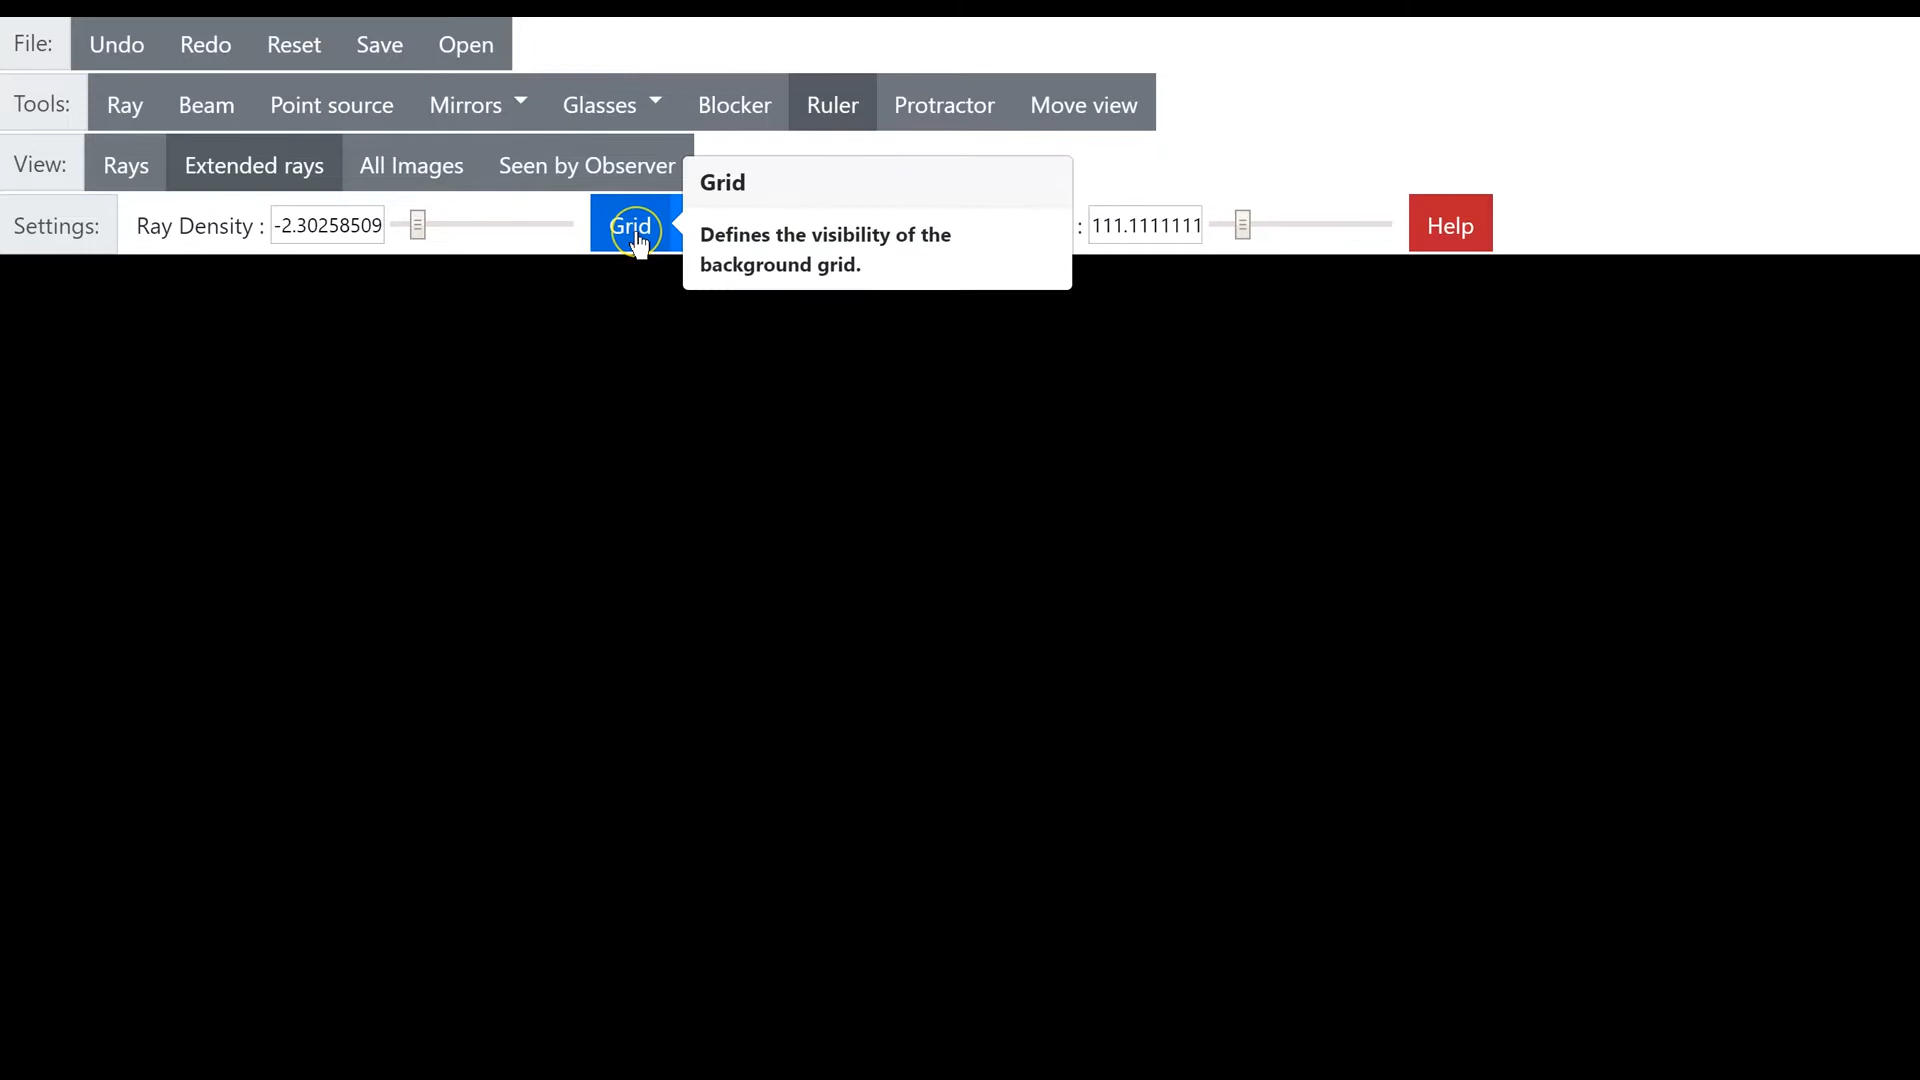 File: Undo Redo Reset Save Open
Tools: Ray Beam Point source Mirrors Glasses Blocker Ruler Protractor Move view
View: Rays Extended rays All Images Seen by Observer
Settings: Ray Density : -2.30258509 Grid : 111.1111111 Help
Grid
Defines the visibility of the
background grid.